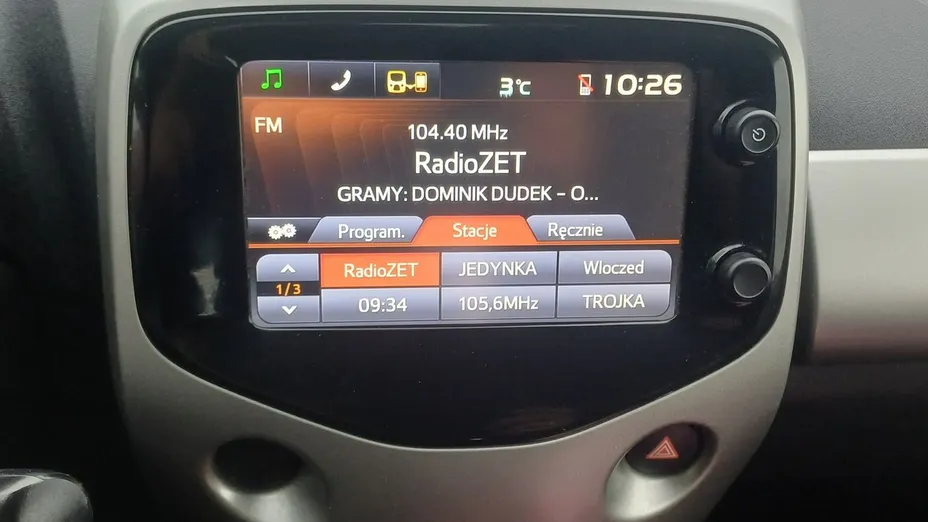 3°C 10:26
FM
104.40 MHz
RadioZET
GRAMY: DOMINIK DUDEK - O...
Program. Stacje Ręcznie
RadioZET JEDYNKA Wloczed
1/3
09:34 105,6MHz TROJKA